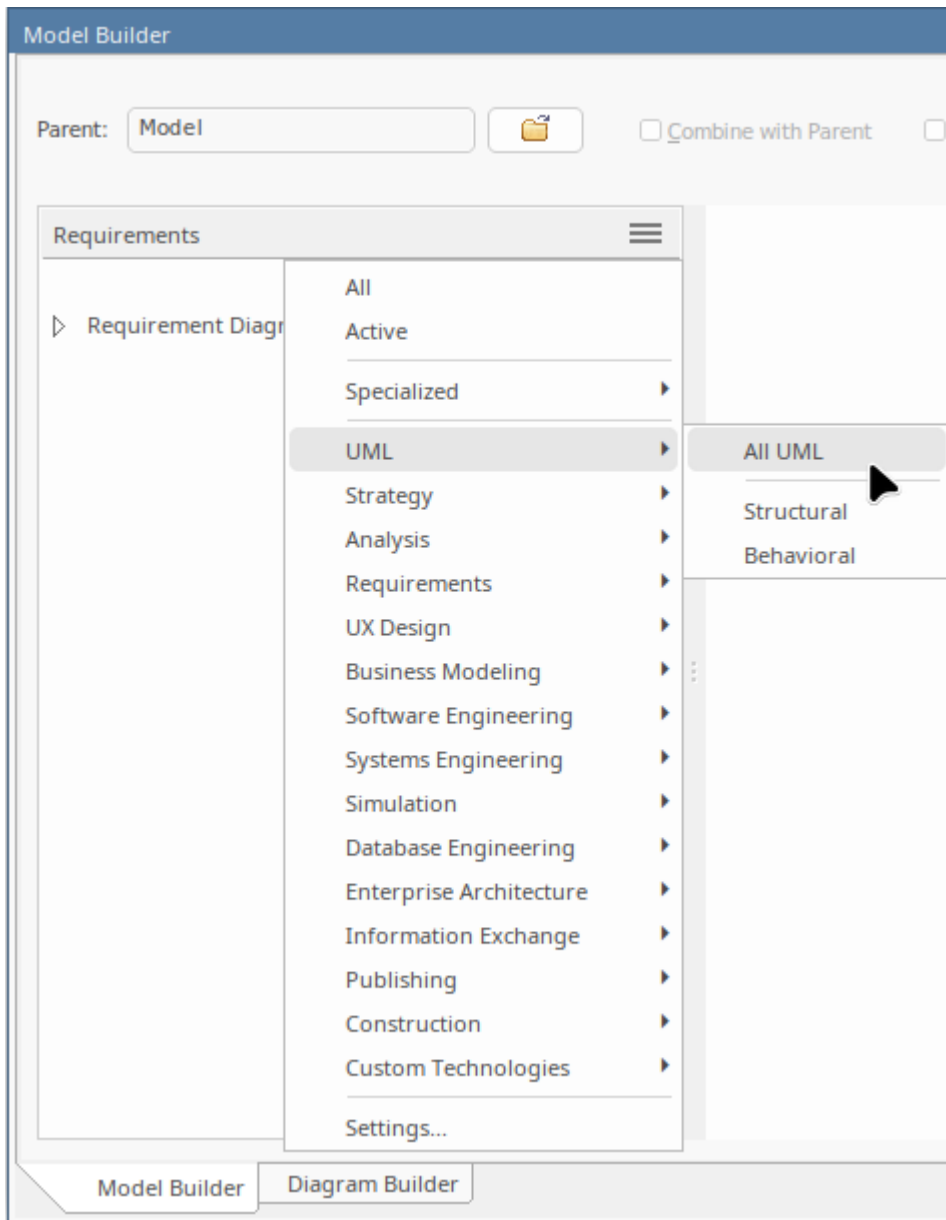 Model Builder
Parent: Model Combine with Parent
Requirements
All
Requirement Diagr
Active
Specialized
UML All UML
Strategy
Structural
Analysis
Behavioral
Requirements
UX Design
Business Modeling
Software Engineering
Systems Engineering
Simulation
Database Engineering
Enterprise Architecture
Information Exchange
Publishing
Construction
Custom Technologies
Settings...
Model Builder Diagram Builder